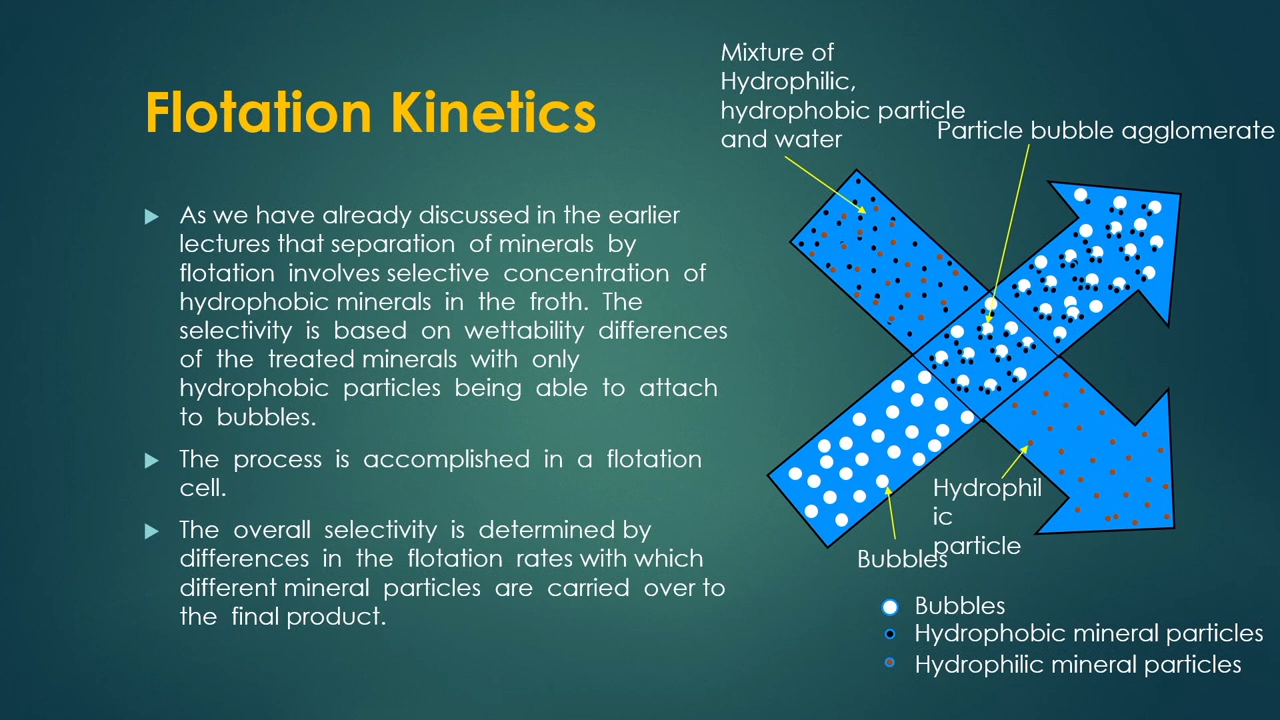 Flotation Kinetics
As we have already discussed in the earlier
lectures that separation of minerals by
flotation involves selective concentration of
hydrophobic minerals in the froth. The
selectivity is based on wettability differences
of the treated minerals with only
hydrophobic particles being able to attach
to bubbles.
The process is accomplished in a flotation
cell.
The overall selectivity is determined by
differences in the flotation rates with which
different mineral particles are carried over to
the final product.
Mixture of
Hydrophilic,
hydrophobic particle
and water
Particle bubble agglomerate
Hydrophil
ic
particle
Bubbles
Bubbles
Hydrophobic mineral particles
Hydrophilic mineral particles